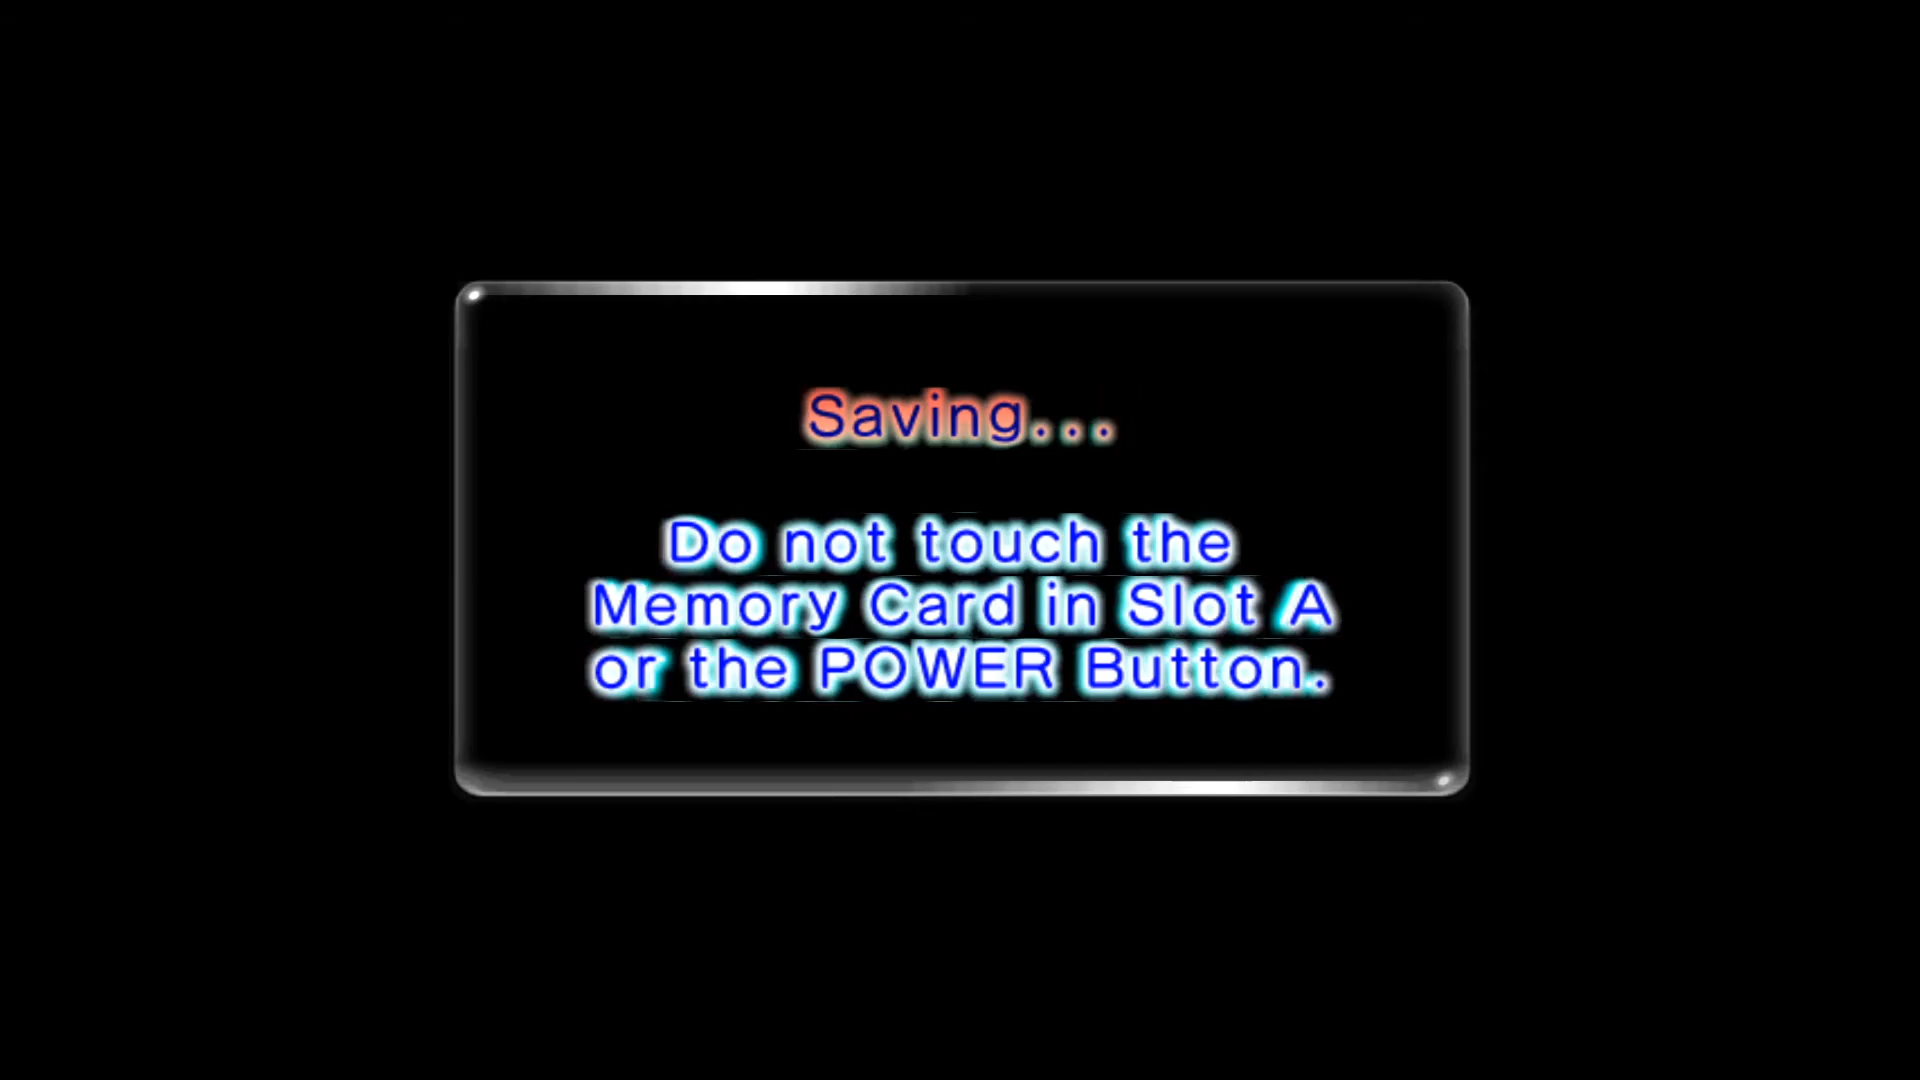 Saving...
Do not touch the
Memory Card in Slot A
or the POWER Button.